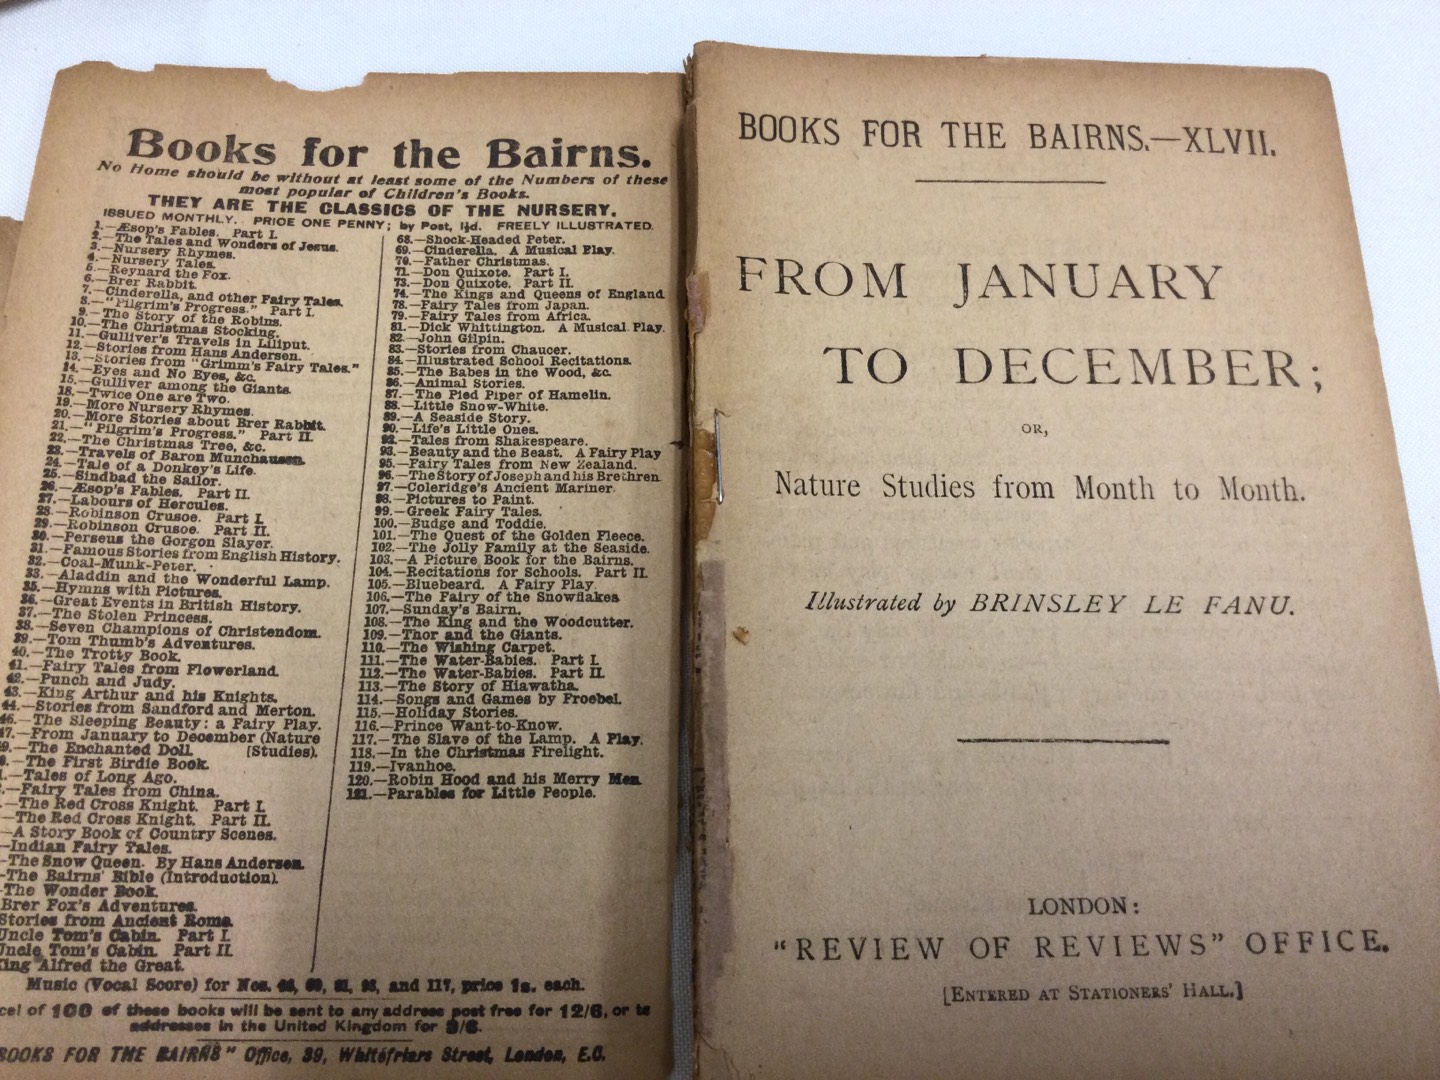 Books for the Bairns.
No Home should be without at least some of the Numbers of these
most popular of Children's Books.
THEY ARE THE CLASSICS OF THE NURSERY.
ISSUED MONTHLY. PRICE ONE PENNY; by Post, 1½d. FREELY ILLUSTRATED.
1.—Æsop's Fables. Part I.
2.—The Tales and Wonders of Jesus.
3.—Nursery Rhymes.
4.—Nursery Tales.
5.—Reynard the Fox.
6.—Brer Rabbit.
7.—Cinderella, and other Fairy Tales.
8.—"Pilgrim's Progress." Part I.
9.—The Story of the Robins.
10.—The Christmas Stocking.
11.—Gulliver's Travels in Liliput.
12.—Stories from Hans Andersen.
13.—Stories from "Grimm's Fairy Tales."
14.—Eyes and No Eyes, &c.
15.—Gulliver among the Giants.
18.—Twice One are Two.
19.—More Nursery Rhymes.
20.—More Stories about Brer Rabbit.
21.—"Pilgrim's Progress." Part II.
22.—The Christmas Tree, &c.
23.—Travels of Baron Munchausen.
24.—Tale of a Donkey's Life.
25.—Sindbad the Sailor.
26.—Æsop's Fables. Part II.
27.—Labours of Hercules.
28.—Robinson Crusoe. Part I.
29.—Robinson Crusoe. Part II.
30.—Perseus the Gorgon Slayer.
31.—Famous Stories from English History.
32.—Coal-Munk-Peter.
33.—Aladdin and the Wonderful Lamp.
35.—Hymns with Pictures.
36.—Great Events in British History.
37.—The Stolen Princess.
38.—Seven Champions of Christendom.
39.—Tom Thumb's Adventures.
40.—The Trotty Book.
41.—Fairy Tales from Flowerland.
42.—Punch and Judy.
43.—King Arthur and his Knights.
44.—Stories from Sandford and Merton.
46.—The Sleeping Beauty: a Fairy Play.
47.—From January to December (Nature
9.—The Enchanted Doll. [Studies).
—The First Birdie Book.
—Tales of Long Ago.
—Fairy Tales from China.
—The Red Cross Knight. Part I.
—The Red Cross Knight. Part II.
—A Story Book of Country Scenes.
—Indian Fairy Tales.
—The Snow Queen. By Hans Andersen.
—The Bairns' Bible (Introduction).
—The Wonder Book.
Brer Fox's Adventures.
Stories from Ancient Rome.
Uncle Tom's Cabin. Part I.
Uncle Tom's Cabin. Part II.
King Alfred the Great.
68.—Shock-Headed Peter.
69.—Cinderella. A Musical Play.
70.—Father Christmas.
71.—Don Quixote. Part I.
73.—Don Quixote. Part II.
74.—The Kings and Queens of England.
78.—Fairy Tales from Japan.
79.—Fairy Tales from Africa.
81.—Dick Whittington. A Musical Play.
82.—John Gilpin.
83.—Stories from Chaucer.
84.—Illustrated School Recitations.
85.—The Babes in the Wood, &c.
86.—Animal Stories.
87.—The Pied Piper of Hamelin.
88.—Little Snow-White.
89.—A Seaside Story.
90.—Life's Little Ones.
92.—Tales from Shakespeare.
93.—Beauty and the Beast. A Fairy Play
95.—Fairy Tales from New Zealand.
96.—The Story of Joseph and his Brethren.
97.—Coleridge's Ancient Mariner.
98.—Pictures to Paint.
99.—Greek Fairy Tales.
100.—Budge and Toddie.
101.—The Quest of the Golden Fleece.
102.—The Jolly Family at the Seaside.
103.—A Picture Book for the Bairns.
104.—Recitations for Schools. Part II.
105.—Bluebeard. A Fairy Play.
106.—The Fairy of the Snowflakes
107.—Sunday's Bairn.
108.—The King and the Woodcutter.
109.—Thor and the Giants.
110.—The Wishing Carpet.
111.—The Water-Babies. Part I.
112.—The Water-Babies. Part II.
113.—The Story of Hiawatha.
114.—Songs and Games by Froebel.
115.—Holiday Stories.
116.—Prince Want-to-Know.
117.—The Slave of the Lamp. A Play.
118.—In the Christmas Firelight.
119.—Ivanhoe.
120.—Robin Hood and his Merry Men.
121.—Parables for Little People.
Music (Vocal Score) for Nos. 69, 81, 93, and 117, price 1s. each.
cel of 100 of these books will be sent to any address post free for 12/6, or to
addresses in the United Kingdom for 9/6.
BOOKS FOR THE BAIRNS" Office, 39, Whitefriars Street, London, E.C.
BOOKS FOR THE BAIRNS.—XLVII.
FROM JANUARY
TO DECEMBER;
OR,
Nature Studies from Month to Month.
Illustrated by BRINSLEY LE FANU.
LONDON:
"REVIEW OF REVIEWS" OFFICE.
[ENTERED AT STATIONERS' HALL.]